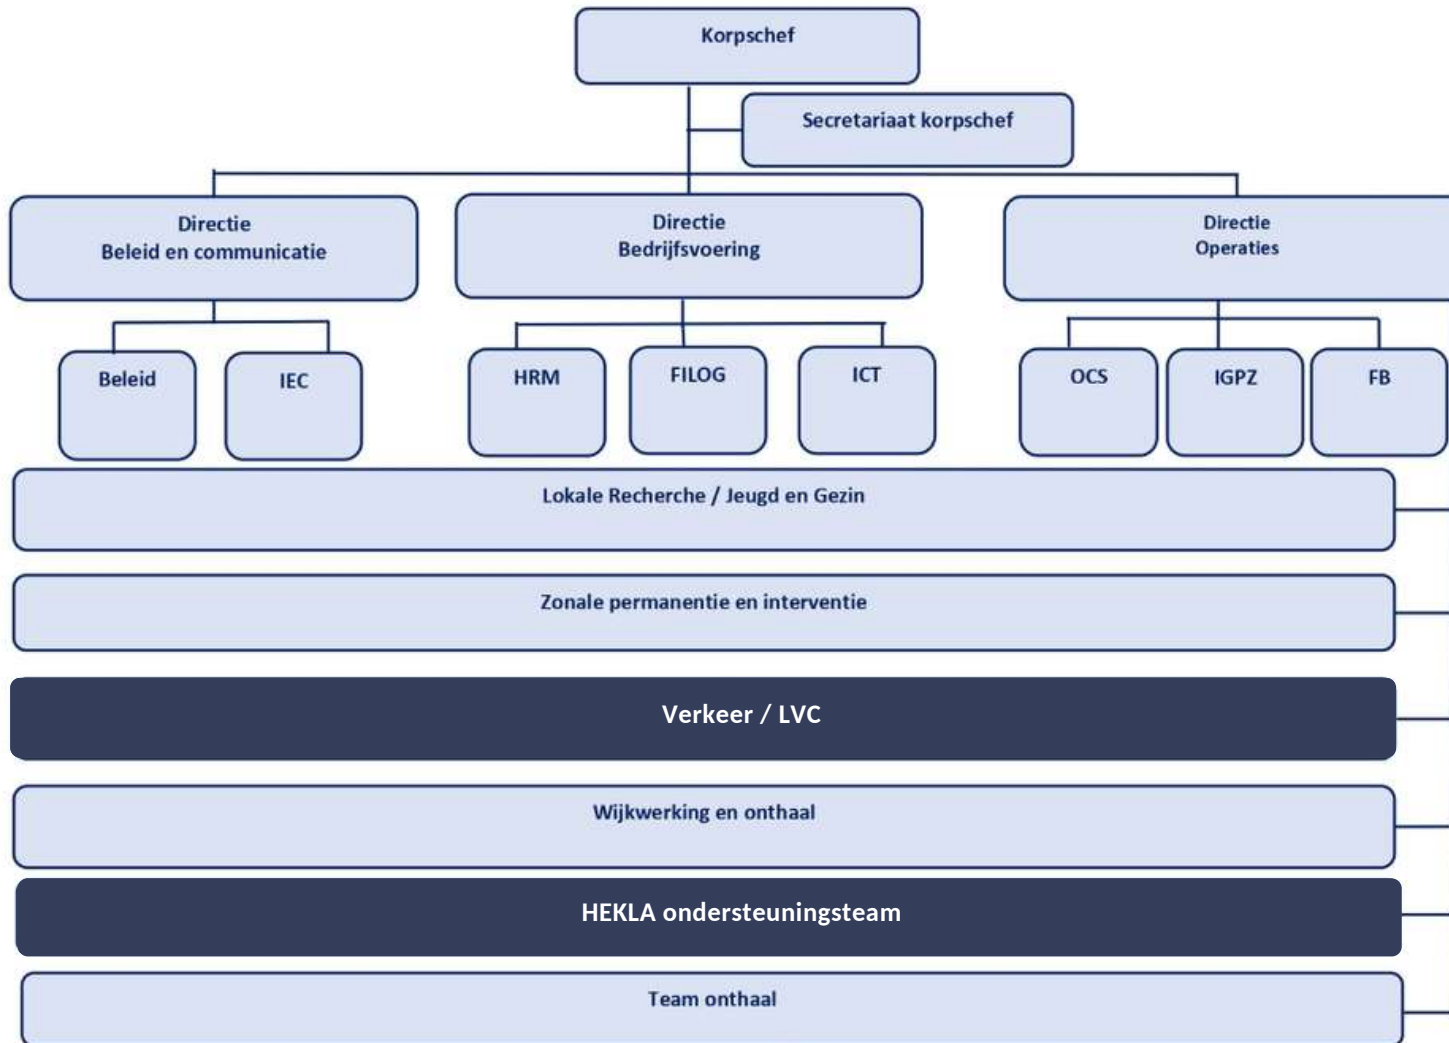 Korpschef
Secretariaat korpschef
Directie
Beleid en communicatie
Directie
Bedrijfsvoering
Directie
Operaties
Beleid
IEC
HRM
FILOG
ICT
OCS
IGPZ
FB
Lokale Recherche / Jeugd en Gezin
Zonale permanentie en interventie
Verkeer / LVC
Wijkwerking en onthaal
HEKLA ondersteuningsteam
Team onthaal